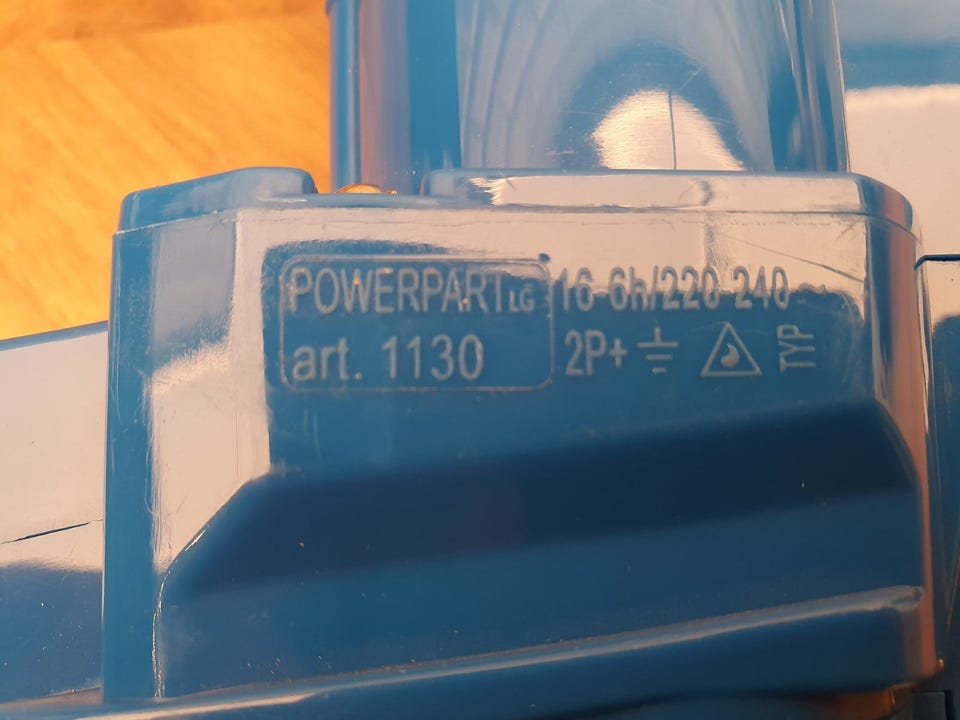 POWERPART LG 16-6h/220-240 ~
art. 1130 2P+ ⏚
TYP